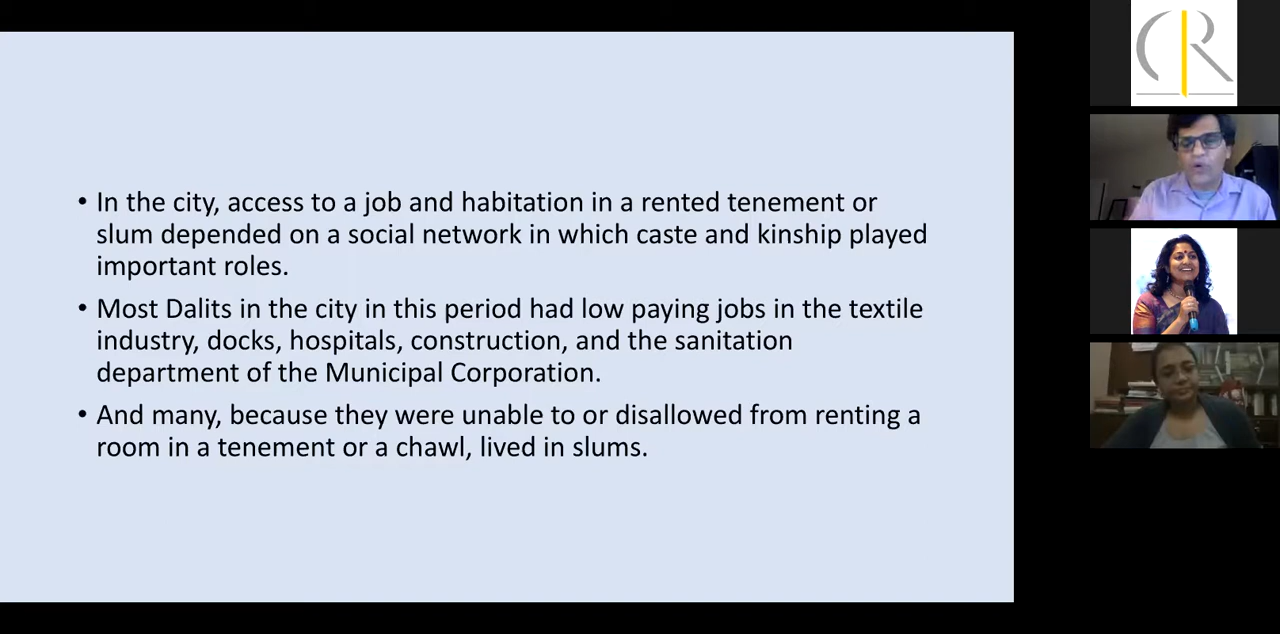 • In the city, access to a job and habitation in a rented tenement or
slum depended on a social network in which caste and kinship played
important roles.
• Most Dalits in the city in this period had low paying jobs in the textile
industry, docks, hospitals, construction, and the sanitation
department of the Municipal Corporation.
• And many, because they were unable to or disallowed from renting a
room in a tenement or a chawl, lived in slums.